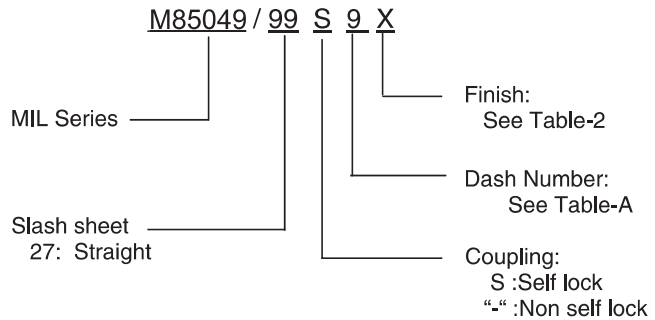 M85049 / 99 S 9 X
Finish:
See Table-2
MIL Series
Dash Number:
See Table-A
Slash sheet
27: Straight
Coupling:
S :Self lock
“-“ :Non self lock